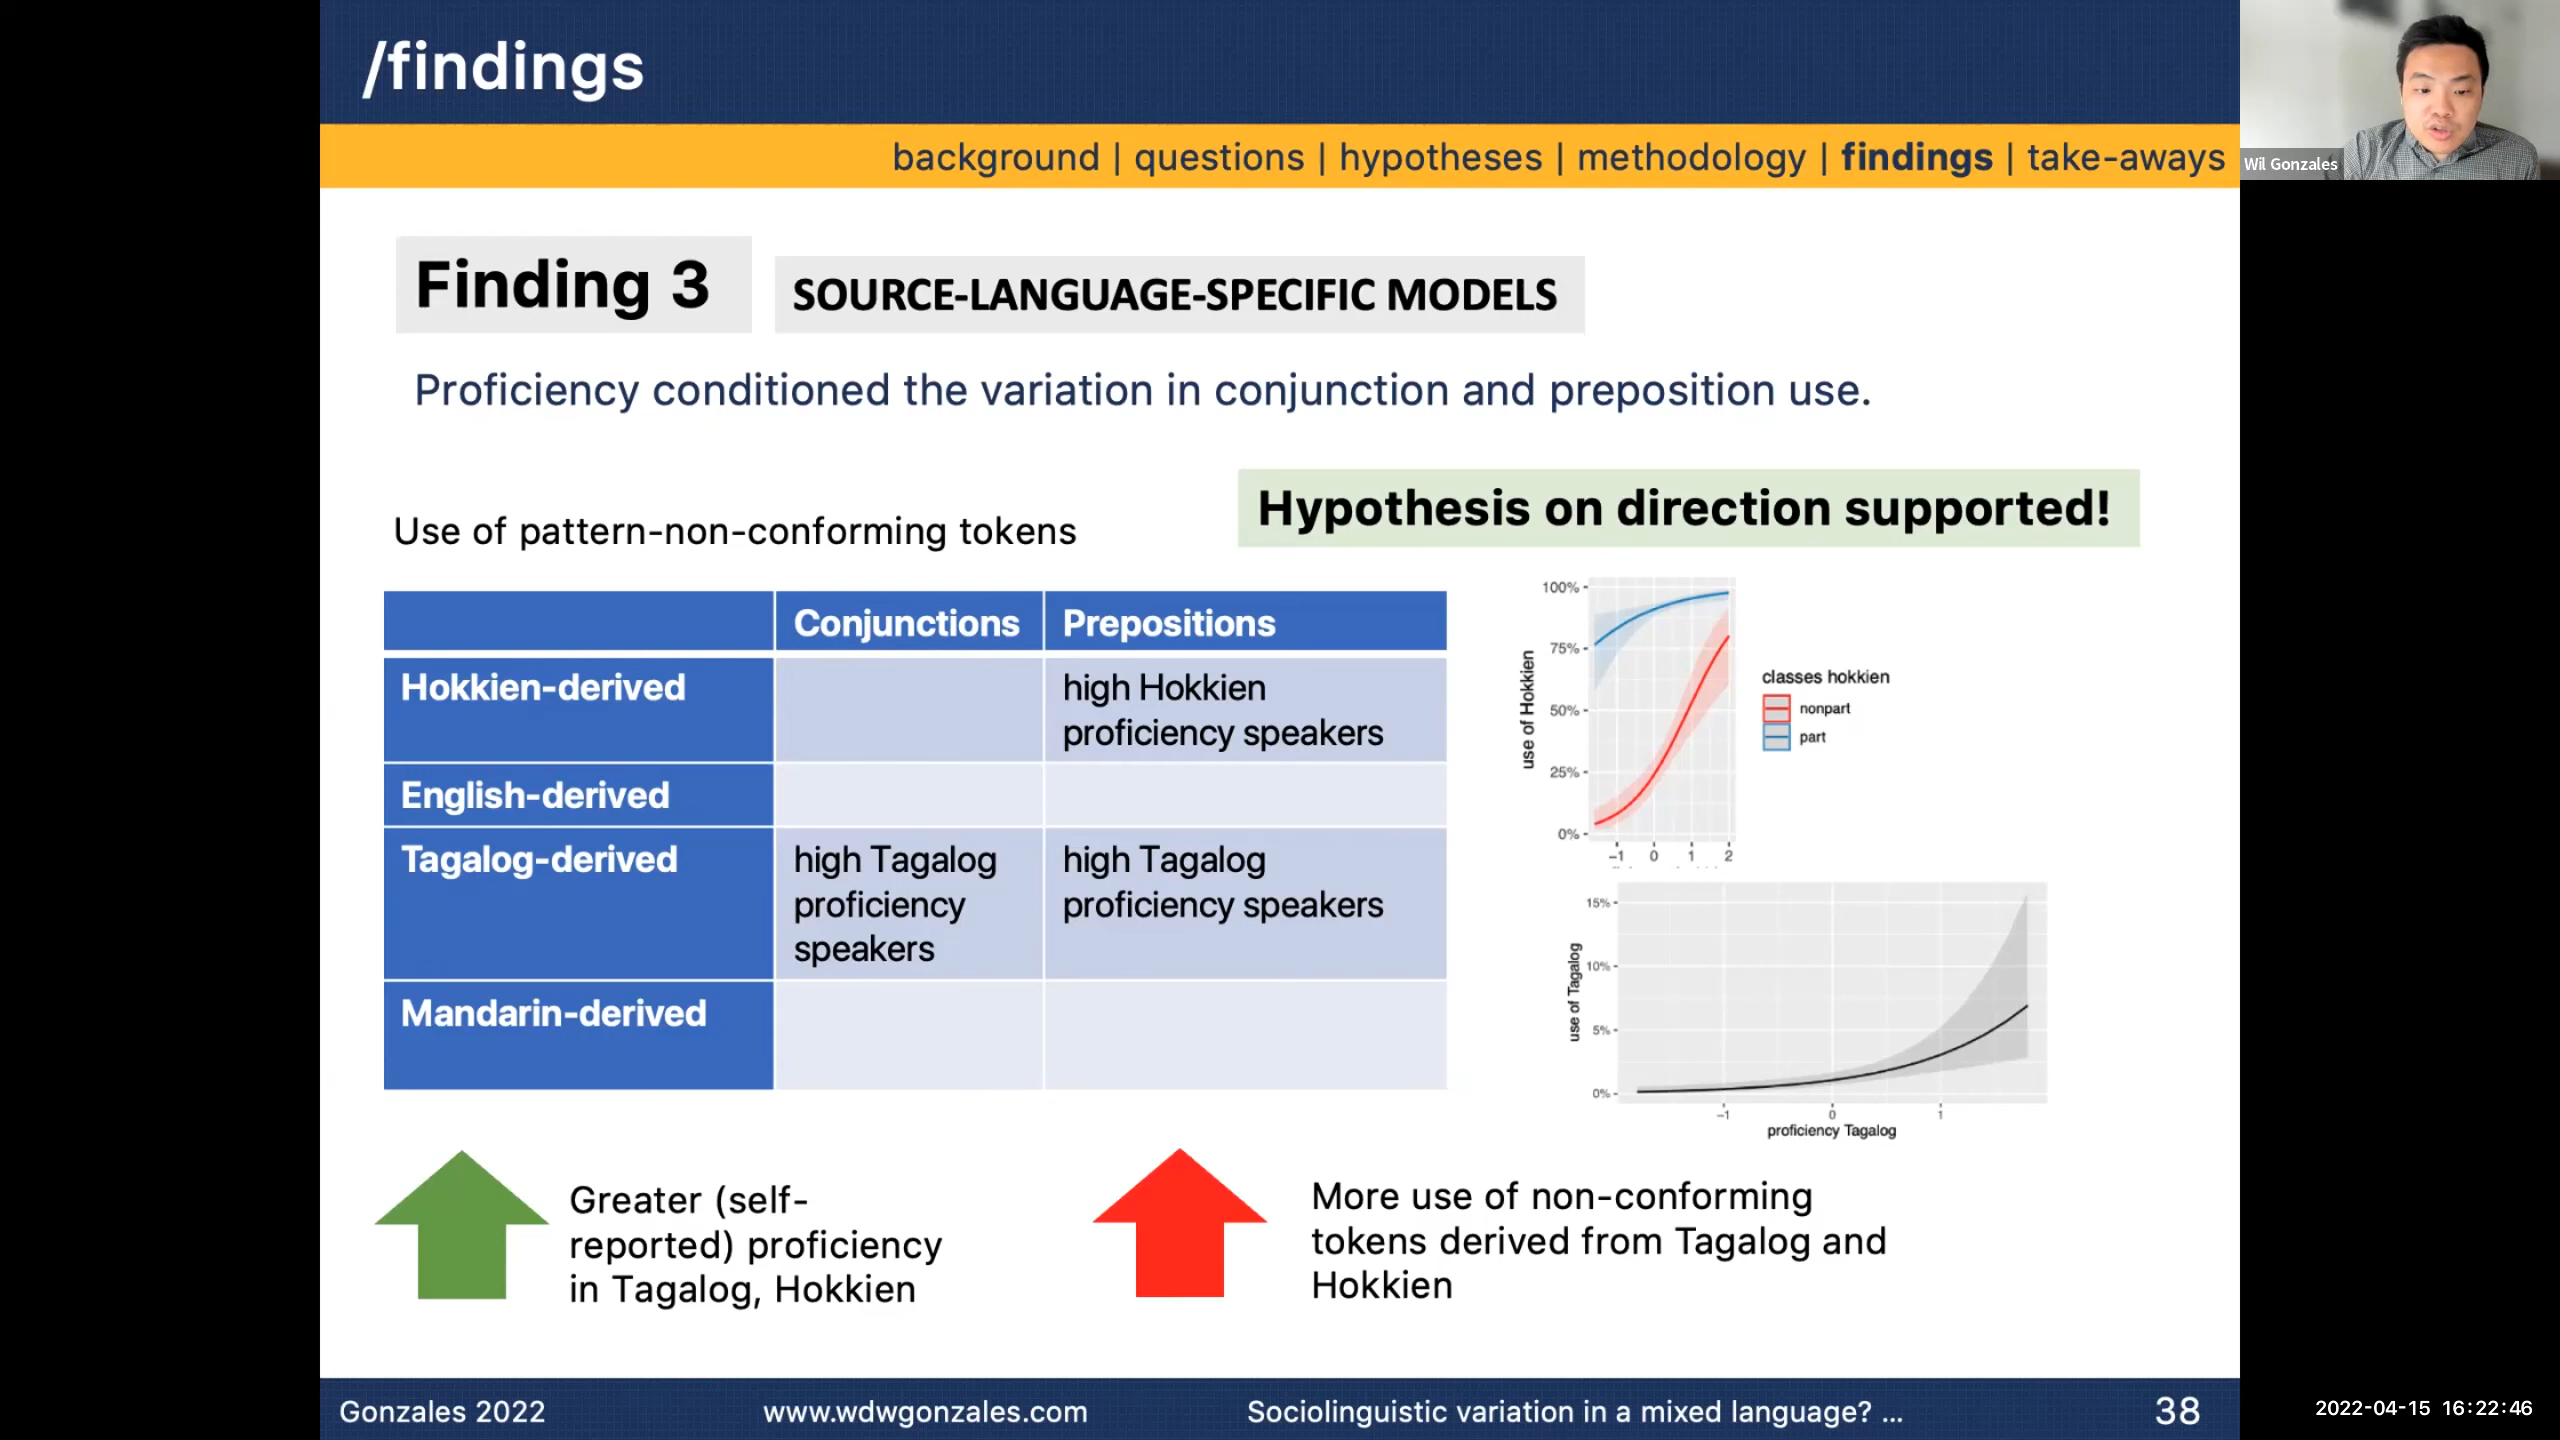 /findings
background | questions | hypotheses | methodology | findings | take-aways
Wil Gonzales
Finding 3
SOURCE-LANGUAGE-SPECIFIC MODELS
Proficiency conditioned the variation in conjunction and preposition use.
Hypothesis on direction supported!
Use of pattern-non-conforming tokens
Conjunctions
Prepositions
Hokkien-derived
high Hokkien
proficiency speakers
English-derived
Tagalog-derived
high Tagalog
proficiency
speakers
high Tagalog
proficiency speakers
Mandarin-derived
100%
75%
50%
25%
0%
use of Hokkien
-1 0 1 2
classes hokkien
nonpart
part
15%
10%
5%
0%
use of Tagalog
-1 0 1
proficiency Tagalog
Greater (self-
reported) proficiency
in Tagalog, Hokkien
More use of non-conforming
tokens derived from Tagalog and
Hokkien
Gonzales 2022
www.wdwgonzales.com
Sociolinguistic variation in a mixed language? ...
38
2022-04-15 16:22:46